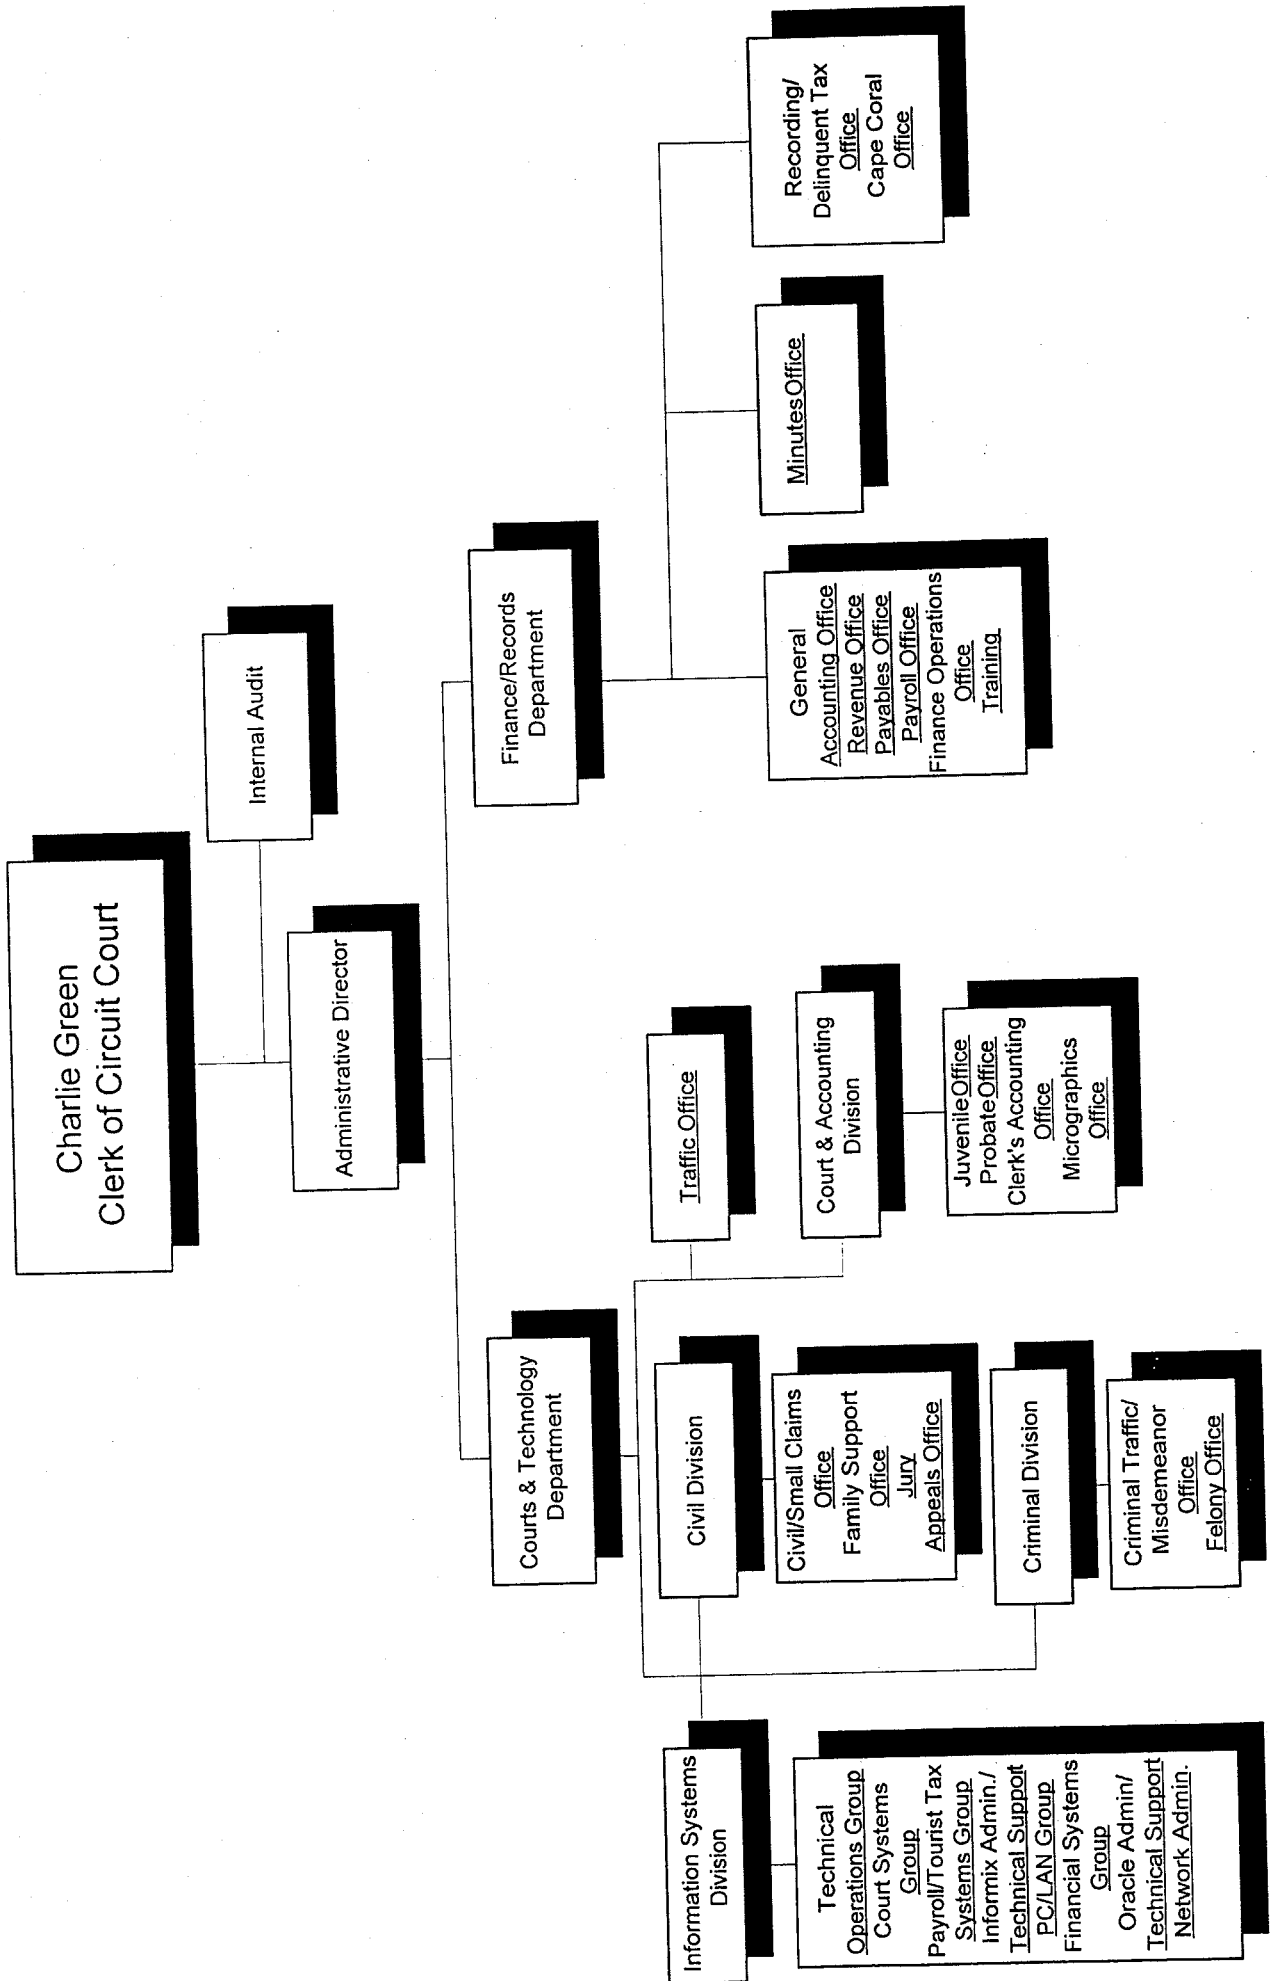 Charlie Green
Clerk of Circuit Court
Internal Audit
Administrative Director
Courts & Technology
Department
Finance/Records
Department
Information Systems
Division
Technical
Operations Group
Court Systems
Group
Payroll/Tourist Tax
Systems Group
Informix Admin./
Technical Support
PC/LAN Group
Financial Systems
Group
Oracle Admin/
Technical Support
Network Admin.
Civil Division
Civil/Small Claims
Office
Family Support
Office
Jury
Appeals Office
Criminal Division
Criminal Traffic/
Misdemeanor
Office
Felony Office
Traffic Office
Court & Accounting
Division
JuvenileOffice
ProbateOffice
Clerk's Accounting
Office
Micrographics
Office
General
Accounting Office
Revenue Office
Payables Office
Payroll Office
Finance Operations
Office
Training
MinutesOffice
Recording/
Delinquent Tax
Office
Cape Coral
Office